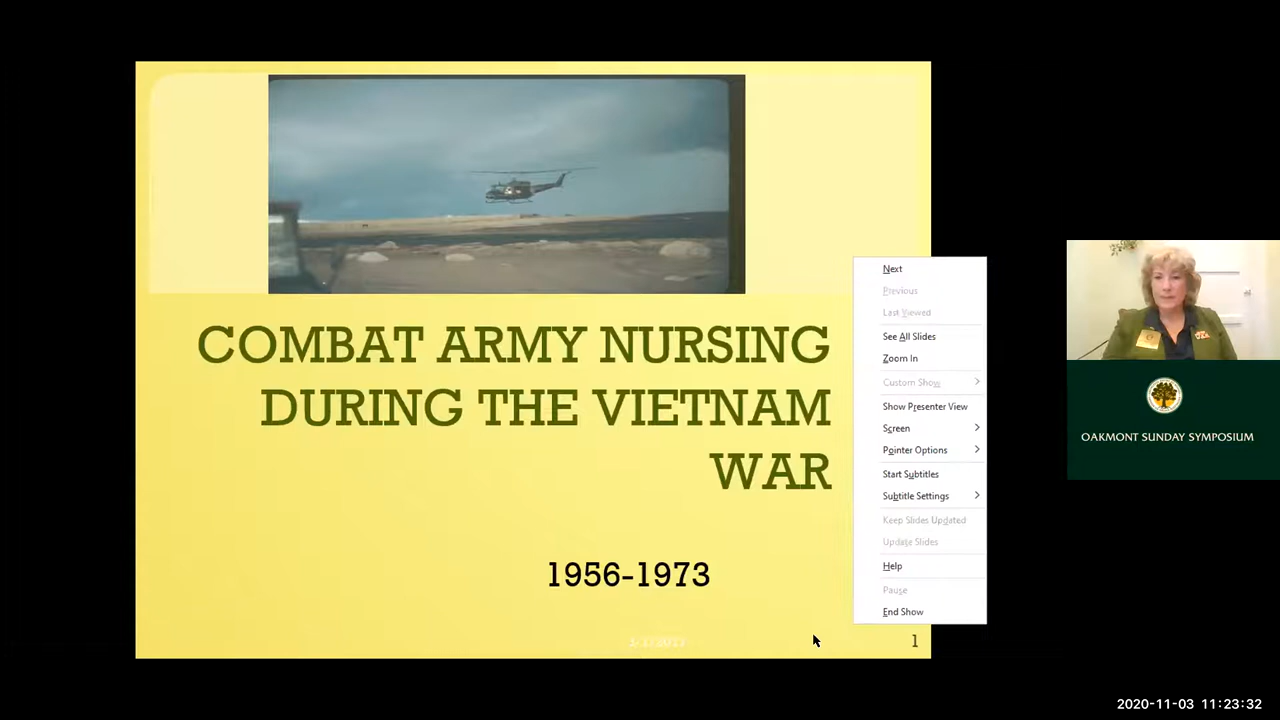 COMBAT ARMY NURSING
DURING THE VIETNAM
WAR
1956-1973
1
Next
Previous
Last Viewed
See All Slides
Zoom In
Custom Show
Show Presenter View
Screen
Pointer Options
Start Subtitles
Subtitle Settings
Keep Slides Updated
Update Slides
Help
Pause
End Show
OAKMONT SUNDAY SYMPOSIUM
2020-11-03 11:23:32